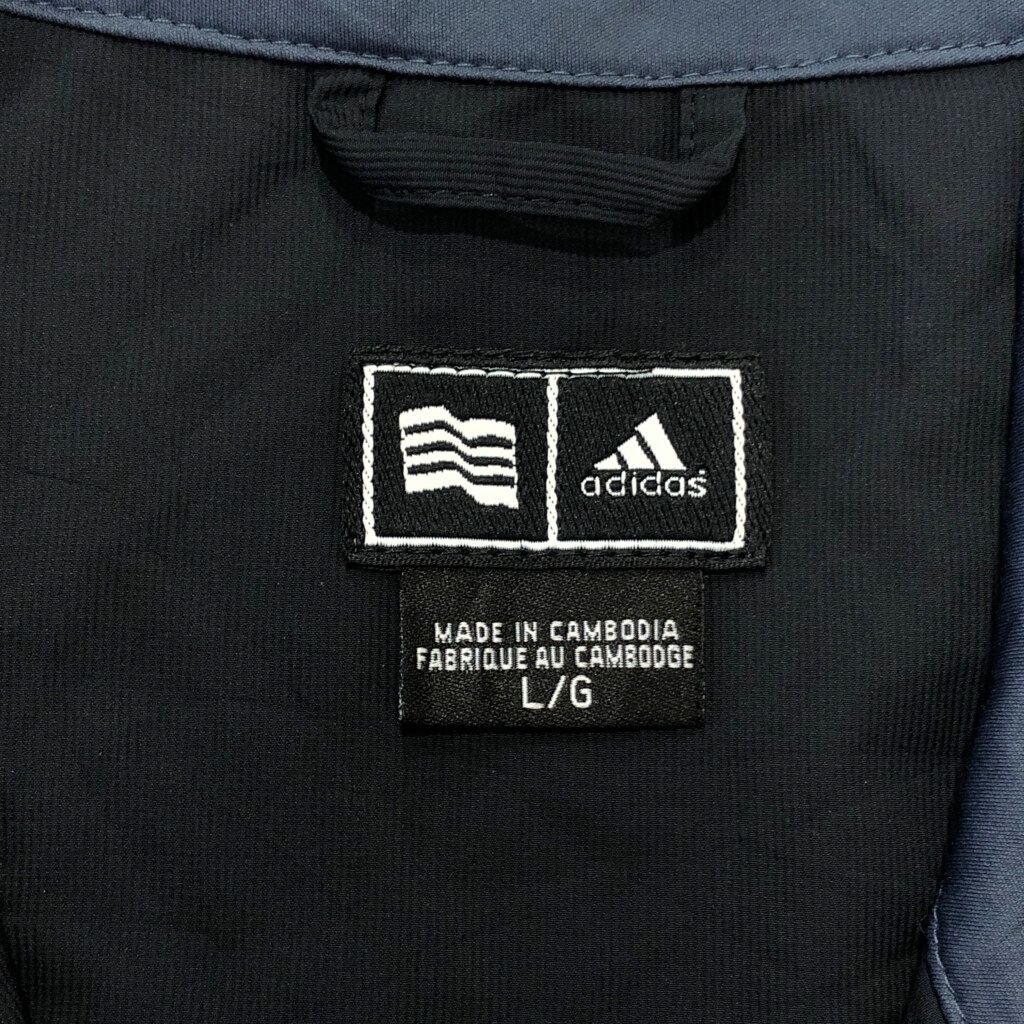 adidas
MADE IN CAMBODIA
FABRIQUE AU CAMBODGE
L/G